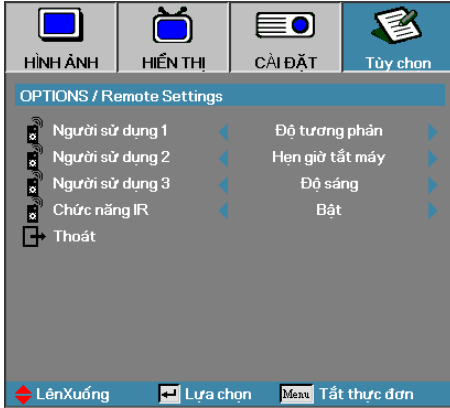 HÌNH ẢNH HIỂN THỊ CÀI ĐẶT Tùy chọn
OPTIONS / Remote Settings
Người sử dụng 1 Độ tương phản
Người sử dụng 2 Hẹn giờ tắt máy
Người sử dụng 3 Độ sáng
Chức năng IR Bật
Thoát
LênXuống Lựa chọn Menu Tắt thực đơn